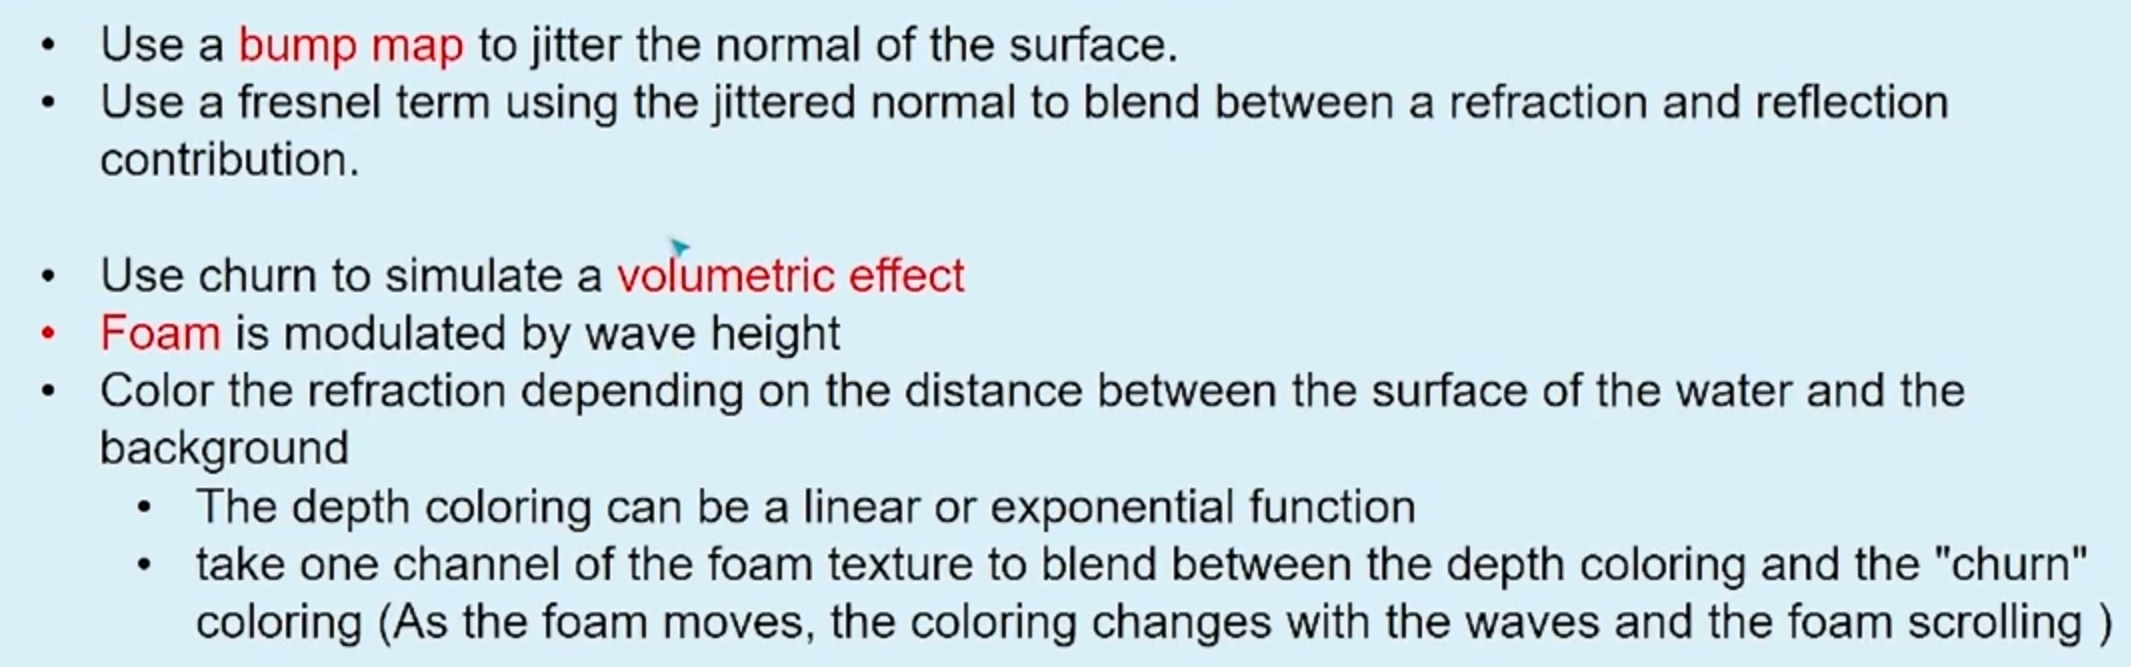 • Use a bump map to jitter the normal of the surface.
• Use a fresnel term using the jittered normal to blend between a refraction and reflection
contribution.
• Use churn to simulate a volumetric effect
• Foam is modulated by wave height
• Color the refraction depending on the distance between the surface of the water and the
background
• The depth coloring can be a linear or exponential function
• take one channel of the foam texture to blend between the depth coloring and the "churn"
coloring (As the foam moves, the coloring changes with the waves and the foam scrolling )